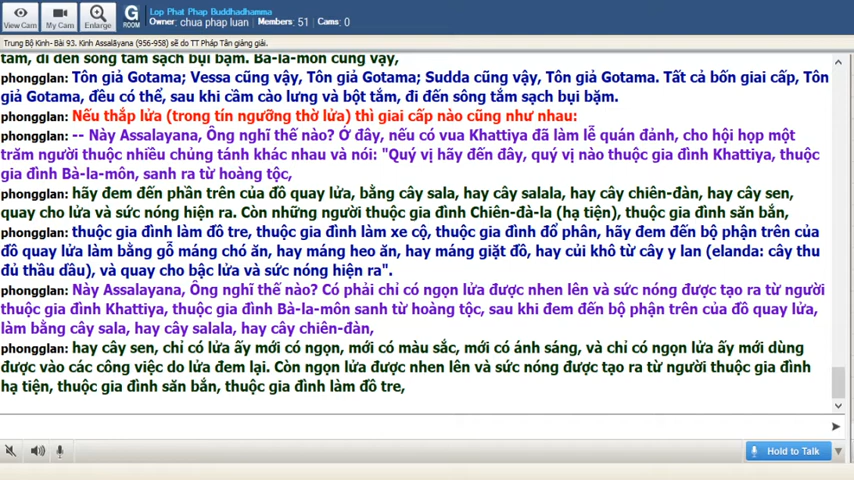 View Cam
My Cam
Enlarge
G
ROOM
Lop Phat Phap Buddhadhamma
Owner: chua phap luan Members: 51 Cams: 0
Trung Bộ Kinh- Bài 93. Kinh Assalāyana (956-958) sẽ do TT Pháp Tân giảng giải.
tắm, đi đến sông tắm sạch bụi bặm. Bà-la-môn cũng vậy,
phongglan: Tôn giả Gotama; Vessa cũng vậy, Tôn giả Gotama; Sudda cũng vậy, Tôn giả Gotama. Tất cả bốn giai cấp, Tôn
giả Gotama, đều có thể, sau khi cầm cào lưng và bột tắm, đi đến sông tắm sạch bụi bặm.
phongglan: Nếu thắp lửa (trong tín ngưỡng thờ lửa) thì giai cấp nào cũng như nhau:
phongglan: -- Này Assalayana, Ông nghĩ thế nào? Ở đây, nếu có vua Khattiya đã làm lễ quán đảnh, cho hội họp một
trăm người thuộc nhiều chủng tánh khác nhau và nói: "Quý vị hãy đến đây, quý vị nào thuộc gia đình Khattiya, thuộc
gia đình Bà-la-môn, sanh ra từ hoàng tộc,
phongglan: hãy đem đến phần trên của đồ quay lửa, bằng cây sala, hay cây salala, hay cây chiên-đàn, hay cây sen,
quay cho lửa và sức nóng hiện ra. Còn những người thuộc gia đình Chiên-đà-la (hạ tiện), thuộc gia đình săn bắn,
phongglan: thuộc gia đình làm đồ tre, thuộc gia đình làm xe cộ, thuộc gia đình đổ phân, hãy đem đến bộ phận trên của
đồ quay lửa làm bằng gỗ máng chó ăn, hay máng heo ăn, hay máng giặt đồ, hay củi khô từ cây y lan (elanda: cây thu
đủ thầu dầu), và quay cho bậc lửa và sức nóng hiện ra".
phongglan: Này Assalayana, Ông nghĩ thế nào? Có phải chỉ có ngọn lửa được nhen lên và sức nóng được tạo ra từ người
thuộc gia đình Khattiya, thuộc gia đình Bà-la-môn sanh từ hoàng tộc, sau khi đem đến bộ phận trên của đồ quay lửa,
làm bằng cây sala, hay cây salala, hay cây chiên-đàn,
phongglan: hay cây sen, chỉ có lửa ấy mới có ngọn, mới có màu sắc, mới có ánh sáng, và chỉ có ngọn lửa ấy mới dùng
được vào các công việc do lửa đem lại. Còn ngọn lửa được nhen lên và sức nóng được tạo ra từ người thuộc gia đình
hạ tiện, thuộc gia đình săn bắn, thuộc gia đình làm đồ tre,
Hold to Talk